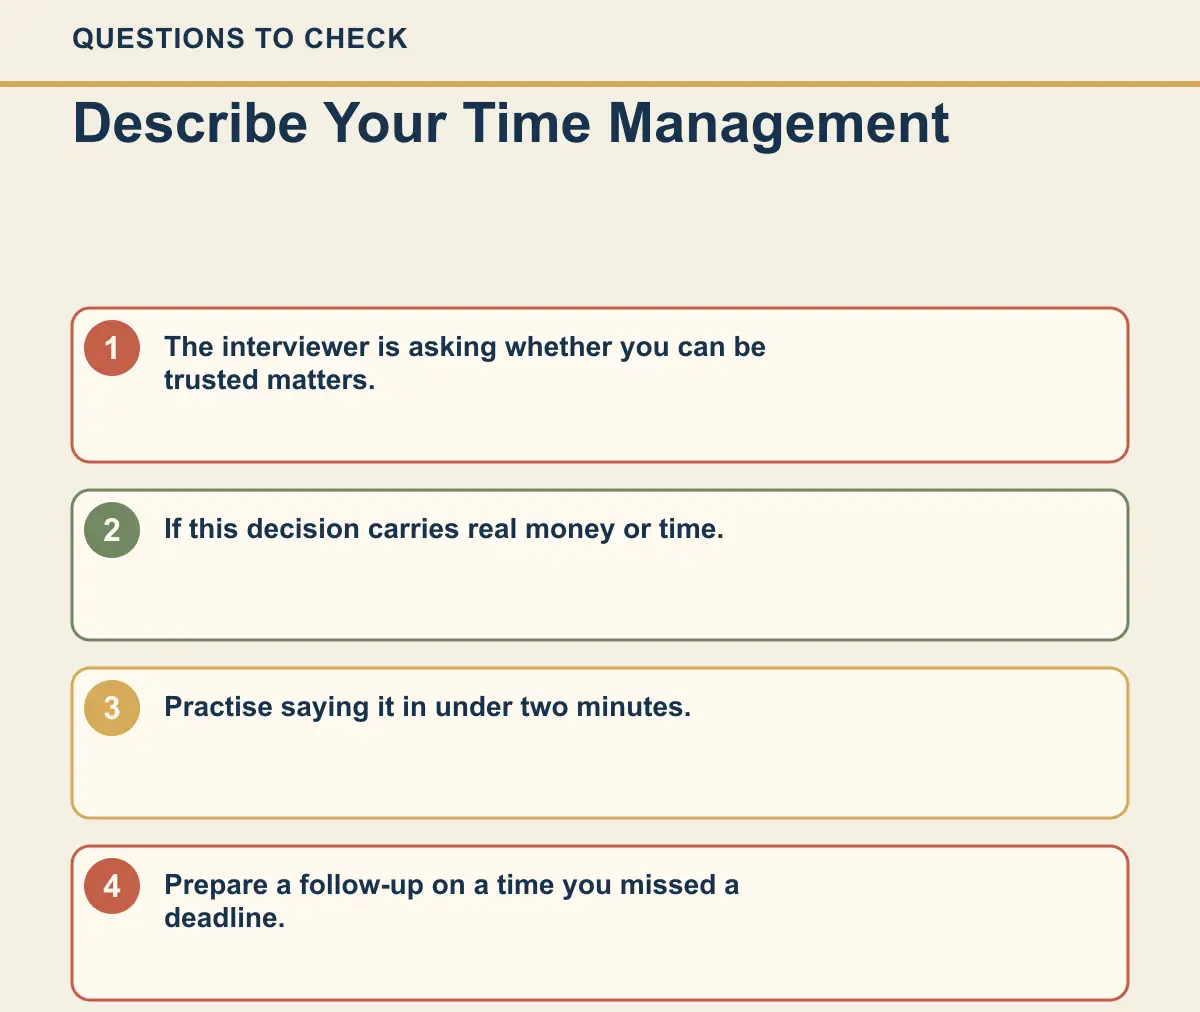 QUESTIONS TO CHECK
Describe Your Time Management
1
The interviewer is asking whether you can be
trusted matters.
2
If this decision carries real money or time.
3
Practise saying it in under two minutes.
4
Prepare a follow-up on a time you missed a
deadline.